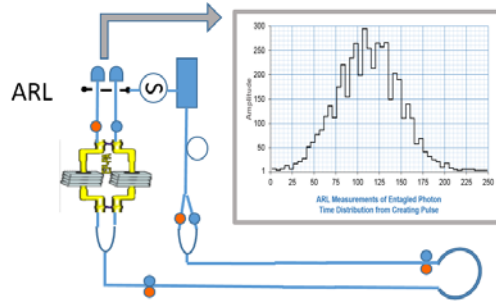 ARL
S
Amplitude
300
250
200
150
100
50
1
0 25 50 75 100 125 150 175 200 225 250
ARL Measurements of Entagled Photon
Time Distribution from Creating Pulse